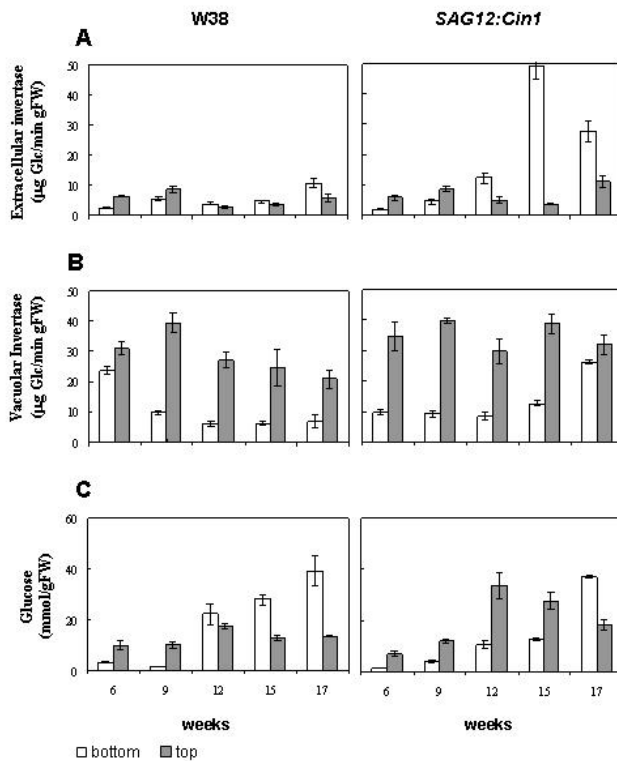 W38
SAG12:Cin1
A
Extracellular invertase
(µg Glc/min gFW)
50
40
30
20
10
0
B
Vacuolar Invertase
(µg Glc/min gFW)
50
40
30
20
10
0
C
Glucose
(mmol/gFW)
60
40
20
0
6 9 12 15 17
6 9 12 15 17
weeks
weeks
bottom top